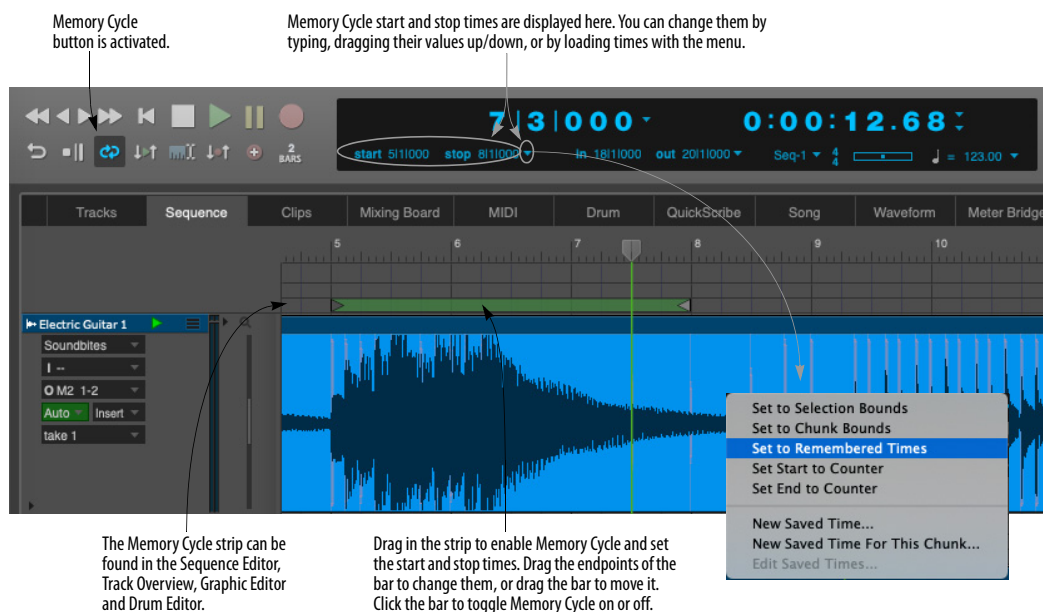 Memory Cycle
button is activated.
Memory Cycle start and stop times are displayed here. You can change them by
typing, dragging their values up/down, or by loading times with the menu.
7|3|000
0:00:12.68
2
BARS
start 5|1|000 stop 8|1|000
in 18|1|000 out 20|1|000
Seq-1
4
4
= 123.00
Tracks
Sequence
Clips
Mixing Board
MIDI
Drum
QuickScribe
Song
Waveform
Meter Bridge
5
6
7
8
9
10
Electric Guitar 1
Soundbites
I --
O M2 1-2
Auto
Insert
take 1
Set to Selection Bounds
Set to Chunk Bounds
Set to Remembered Times
Set Start to Counter
Set End to Counter
New Saved Time...
New Saved Time For This Chunk...
Edit Saved Times...
The Memory Cycle strip can be
found in the Sequence Editor,
Track Overview, Graphic Editor
and Drum Editor.
Drag in the strip to enable Memory Cycle and set
the start and stop times. Drag the endpoints of the
bar to change them, or drag the bar to move it.
Click the bar to toggle Memory Cycle on or off.